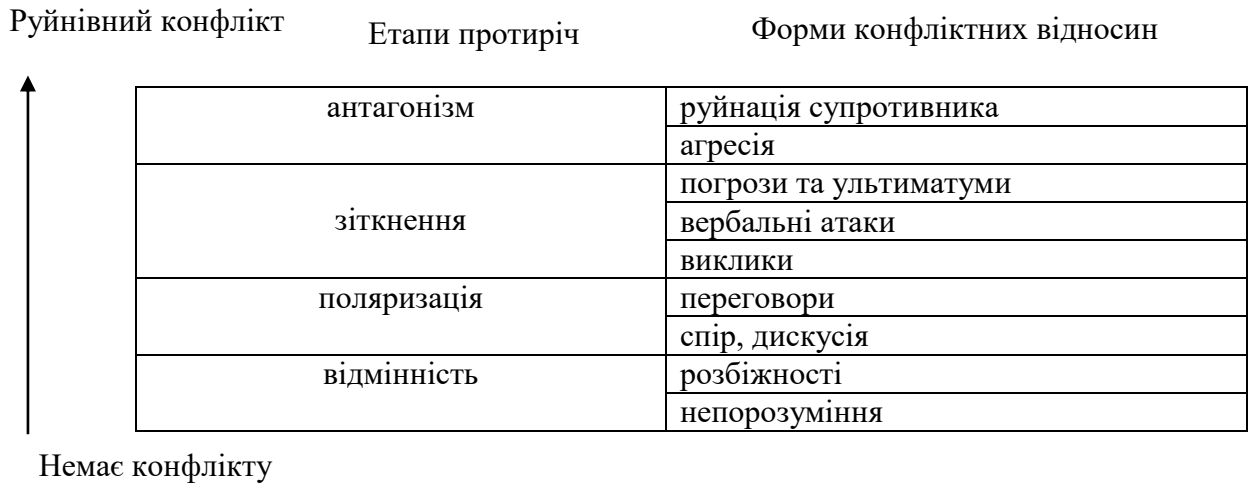 Руйнівний конфлікт Етапи протиріч Форми конфліктних відносин
антагонізм руйнація супротивника
агресія
погрози та ультиматуми
зіткнення вербальні атаки
виклики
поляризація переговори
спір, дискусія
відмінність розбіжності
непорозуміння
Немає конфлікту